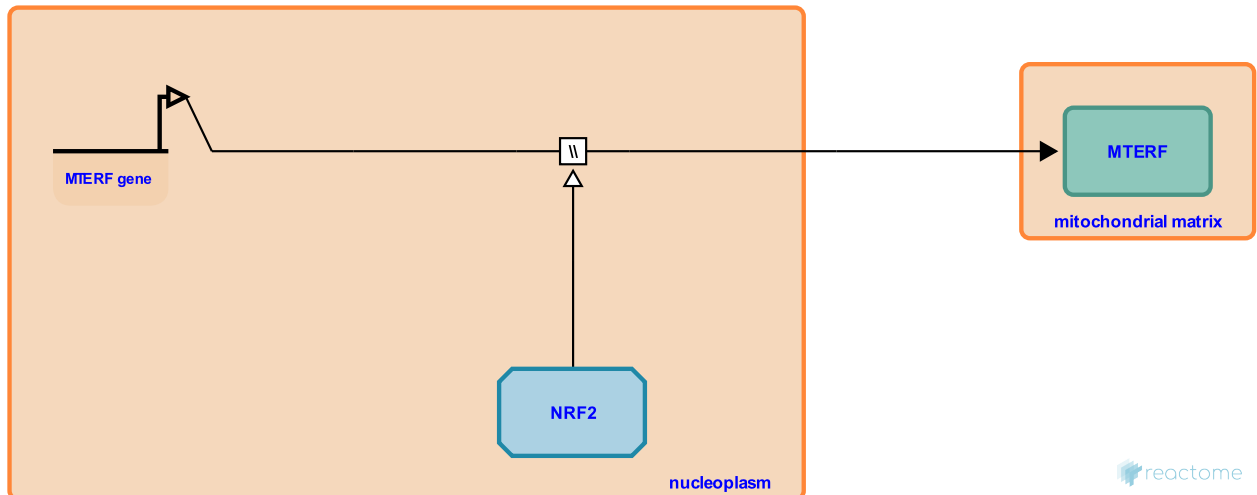 MTERF gene
\\
MTERF
mitochondrial matrix
NRF2
nucleoplasm
reactome